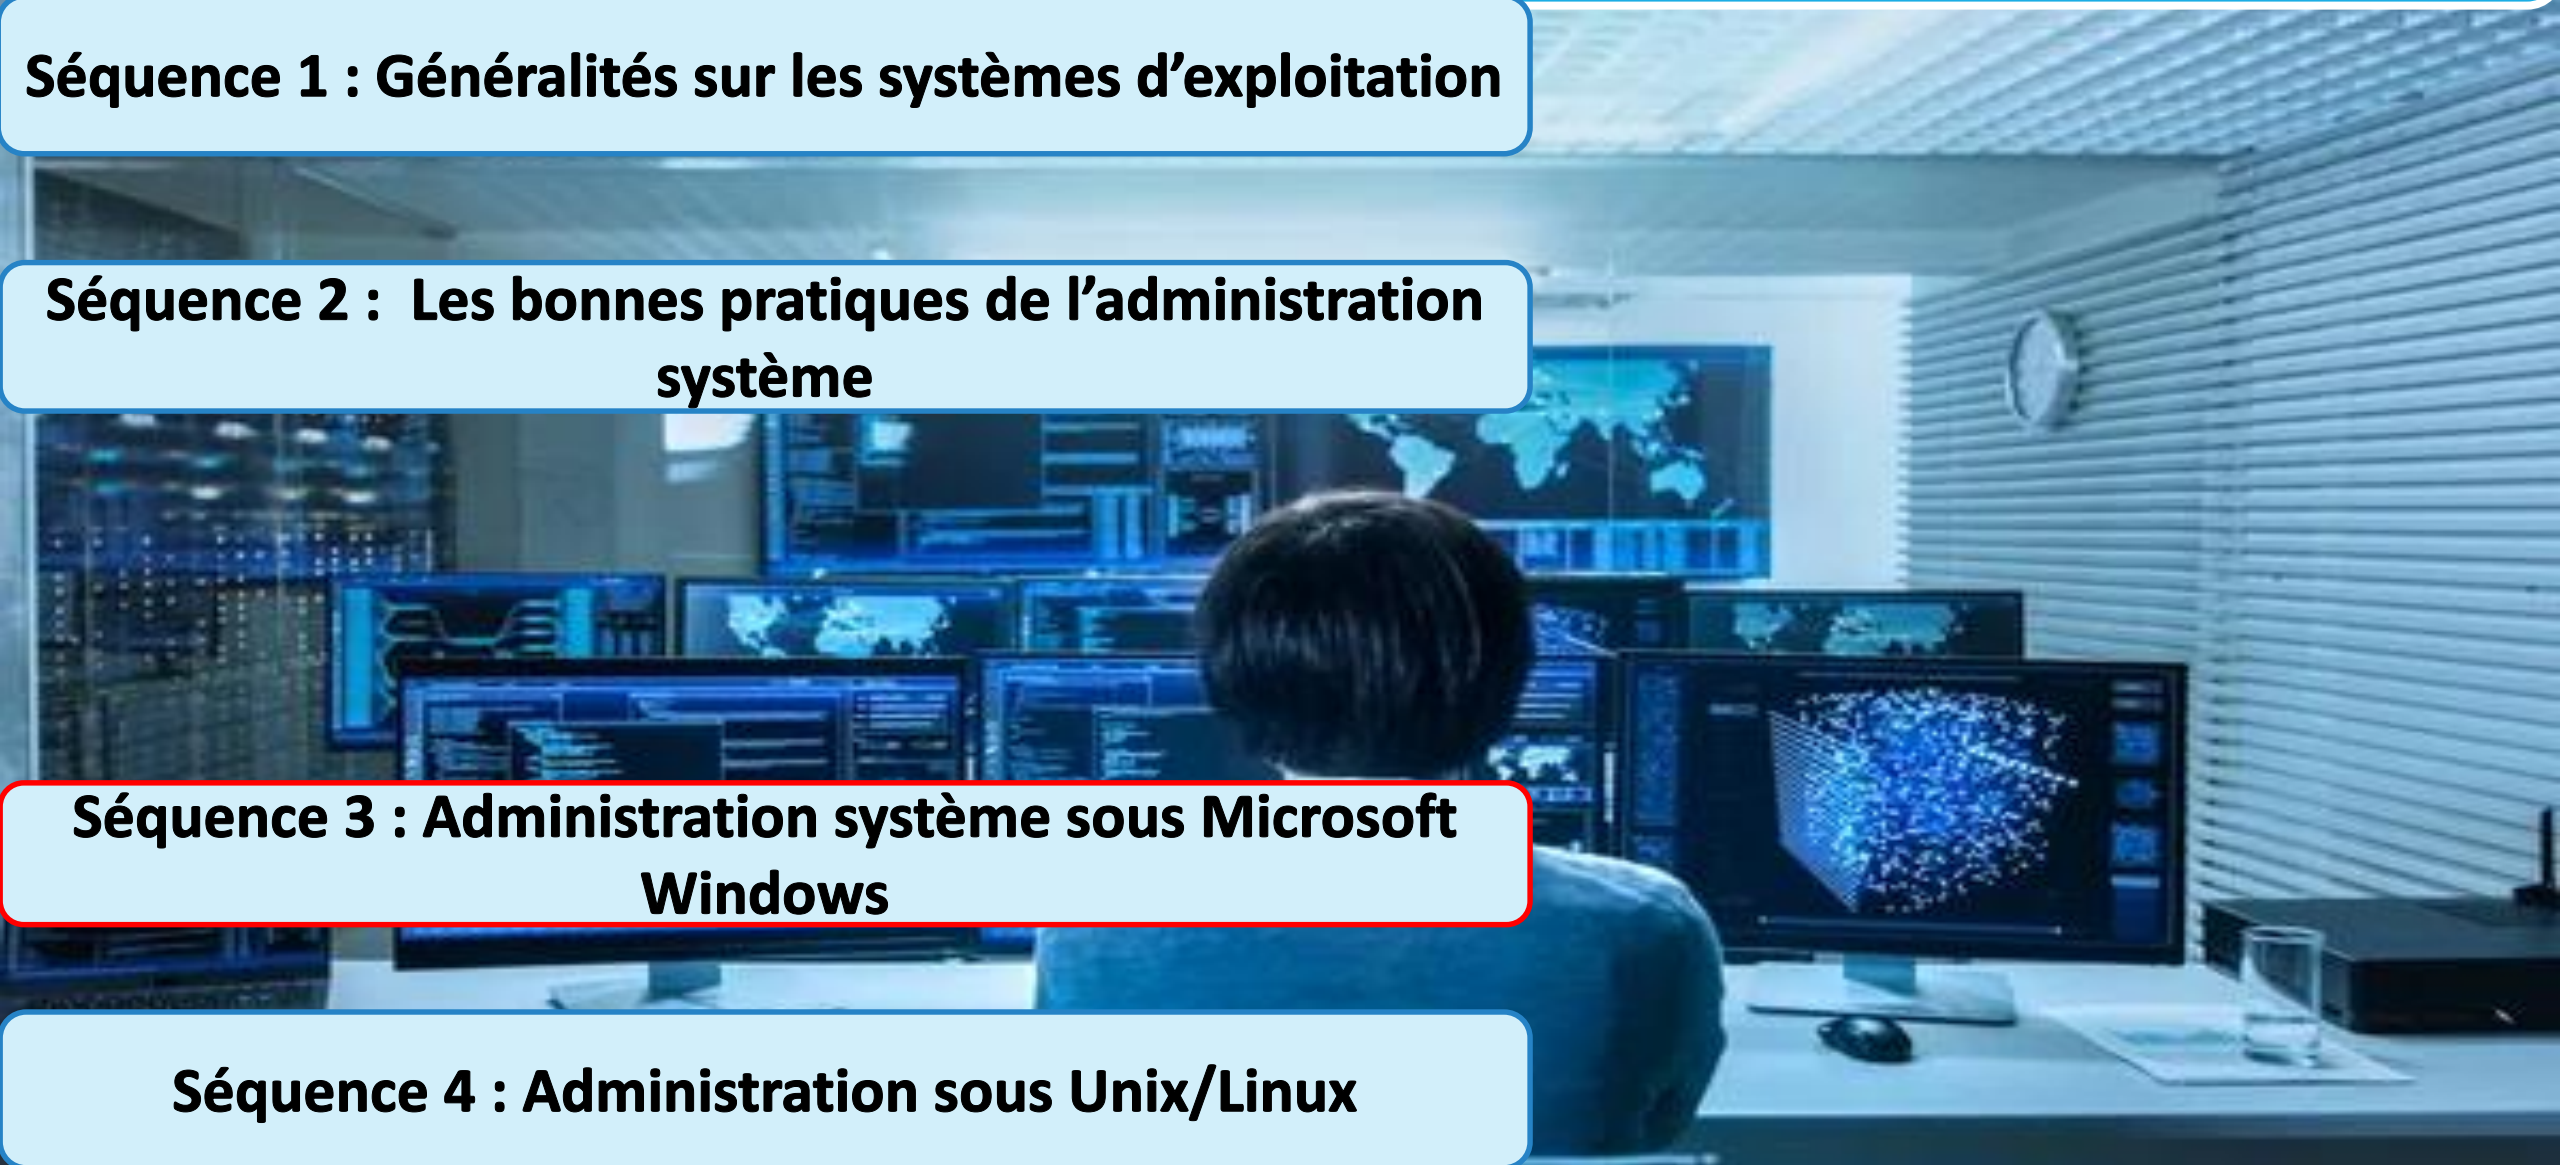 Séquence 1 : Généralités sur les systèmes d’exploitation
Séquence 2 :  Les bonnes pratiques de l’administration
système
Séquence 3 : Administration système sous Microsoft
Windows
Séquence 4 : Administration sous Unix/Linux